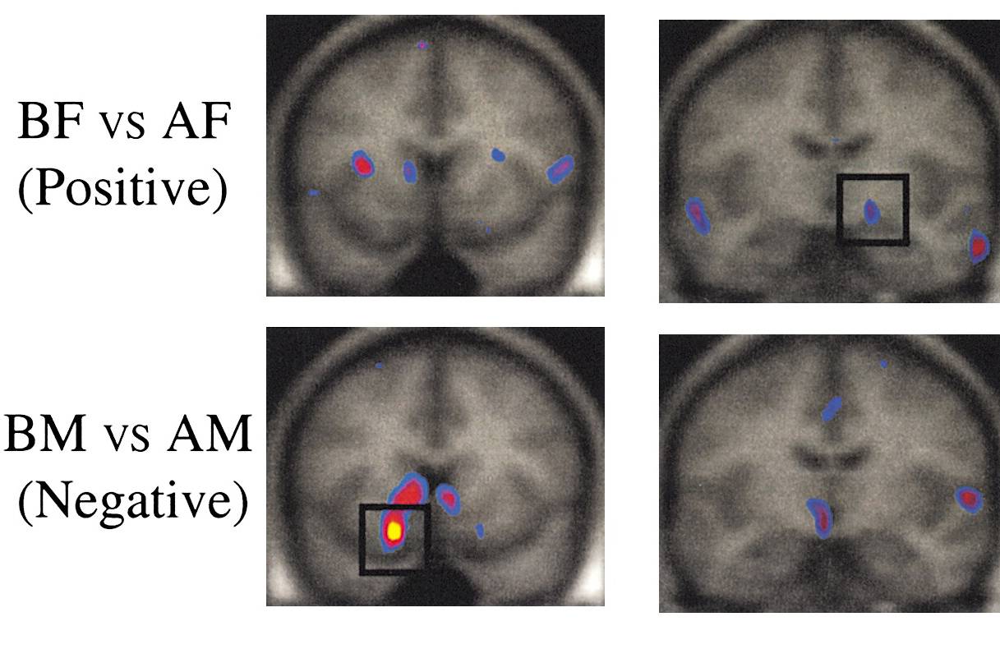 BF vs AF
(Positive)
BM vs AM
(Negative)